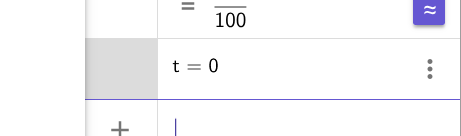 =
100
≈
t = 0
+